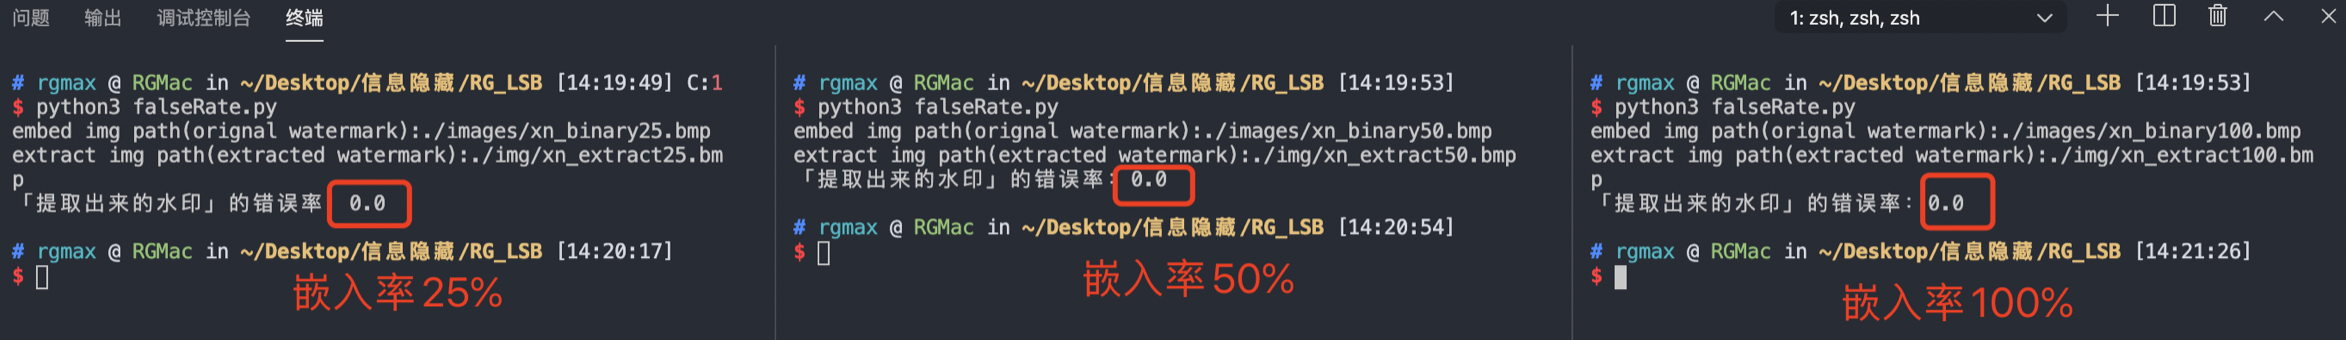 问题 输出 调试控制台 终端 1: zsh, zsh, zsh
# rgmax @ RGMac in ~/Desktop/信息隐藏/RG_LSB [14:19:49] C:1
$ python3 falseRate.py
embed img path(orignal watermark):./images/xn_binary25.bmp
extract img path(extracted watermark):./img/xn_extract25.bm
p
「提取出来的水印」的错误率 0.0
# rgmax @ RGMac in ~/Desktop/信息隐藏/RG_LSB [14:20:17]
$
嵌入率25%
# rgmax @ RGMac in ~/Desktop/信息隐藏/RG_LSB [14:19:53]
$ python3 falseRate.py
embed img path(orignal watermark):./images/xn_binary50.bmp
extract img path(extracted watermark):./img/xn_extract50.bmp
「提取出来的水印」的错误率: 0.0
# rgmax @ RGMac in ~/Desktop/信息隐藏/RG_LSB [14:20:54]
$
嵌入率50%
# rgmax @ RGMac in ~/Desktop/信息隐藏/RG_LSB [14:19:53]
$ python3 falseRate.py
embed img path(orignal watermark):./images/xn_binary100.bmp
extract img path(extracted watermark):./img/xn_extract100.bm
p
「提取出来的水印」的错误率: 0.0
# rgmax @ RGMac in ~/Desktop/信息隐藏/RG_LSB [14:21:26]
$
嵌入率100%